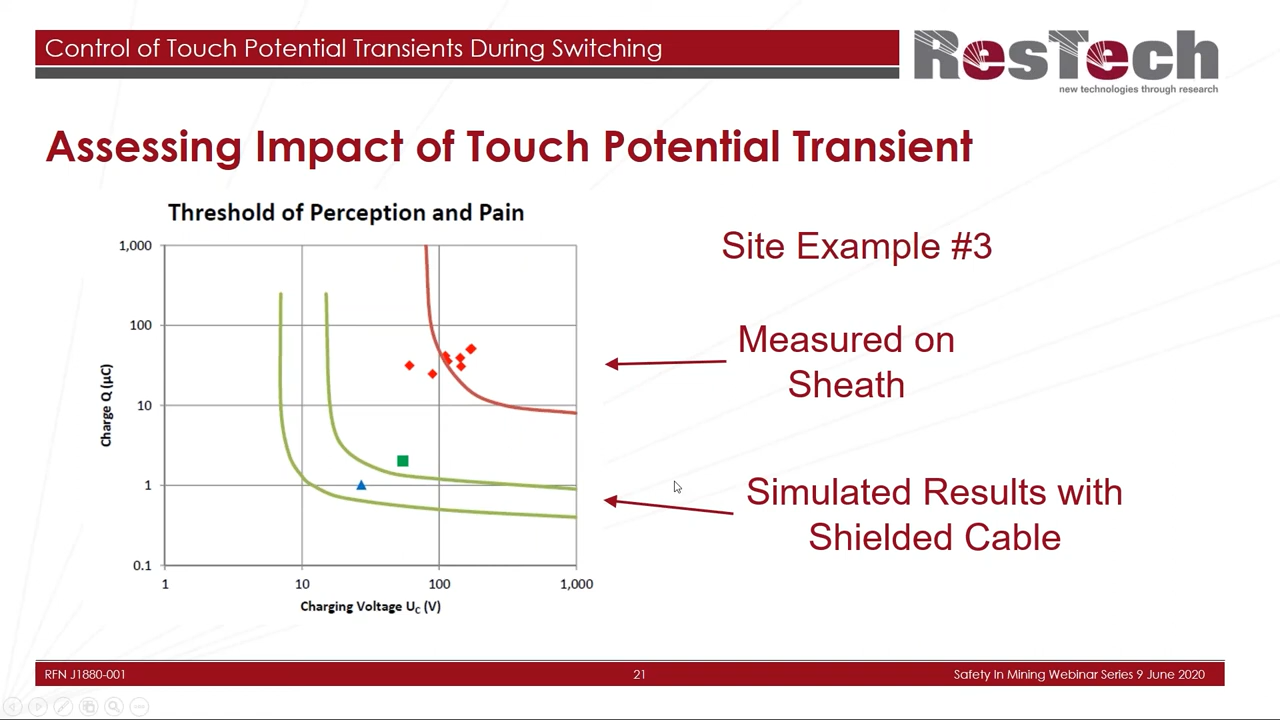 Control of Touch Potential Transients During Switching
ResTech
new technologies through research
Assessing Impact of Touch Potential Transient
Threshold of Perception and Pain
1,000
100
10
1
0.1
Charge Q (µC)
1
10
100
1,000
Charging Voltage UC (V)
Site Example #3
Measured on
Sheath
Simulated Results with
Shielded Cable
RFN J1880-001
21
Safety In Mining Webinar Series 9 June 2020